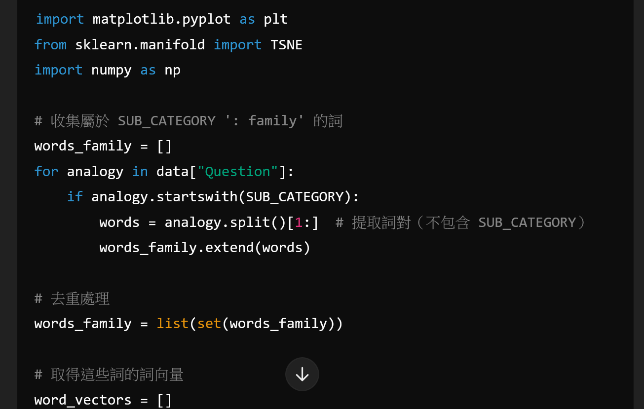 import matplotlib.pyplot as plt
from sklearn.manifold import TSNE
import numpy as np
# 收集屬於 SUB_CATEGORY ': family' 的詞
words_family = []
for analogy in data["Question"]:
if analogy.startswith(SUB_CATEGORY):
words = analogy.split()[1:]  # 提取詞對（不包含 SUB_CATEGORY）
words_family.extend(words)
# 去重處理
words_family = list(set(words_family))
# 取得這些詞的詞向量
word_vectors = []